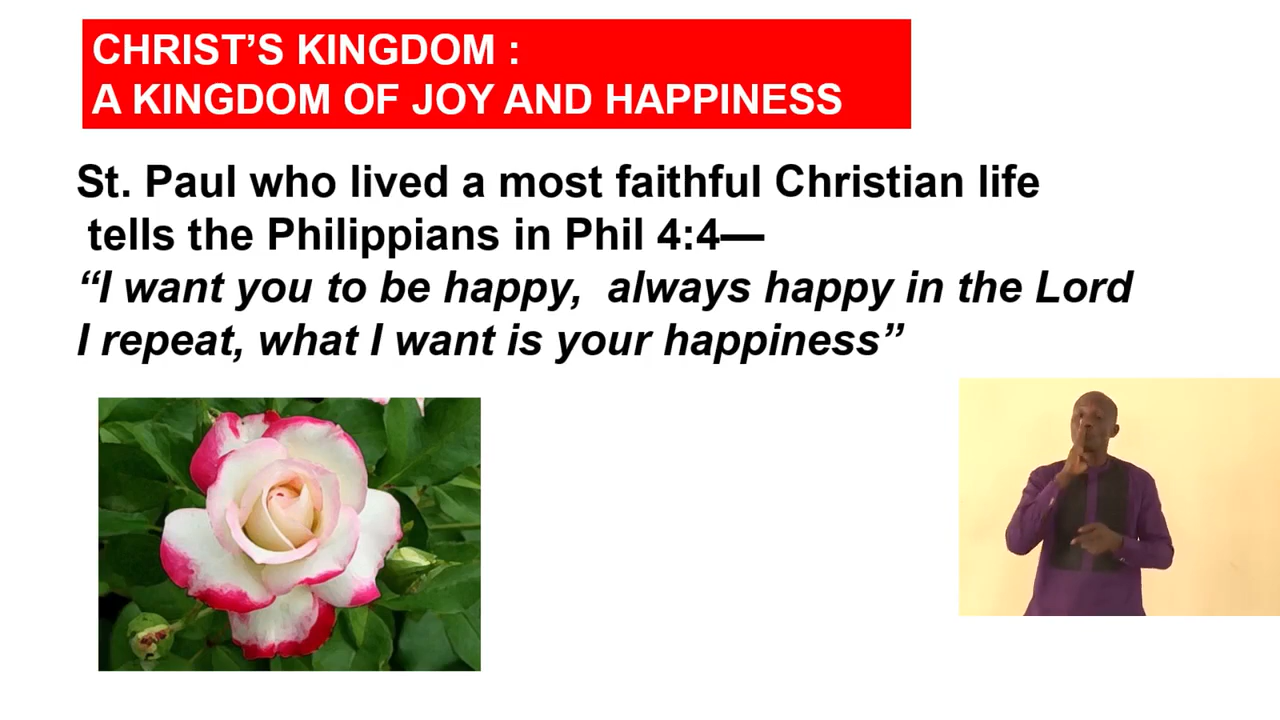 CHRIST’S KINGDOM :
A KINGDOM OF JOY AND HAPPINESS
St. Paul who lived a most faithful Christian life
tells the Philippians in Phil 4:4—
“I want you to be happy,  always happy in the Lord
I repeat, what I want is your happiness”